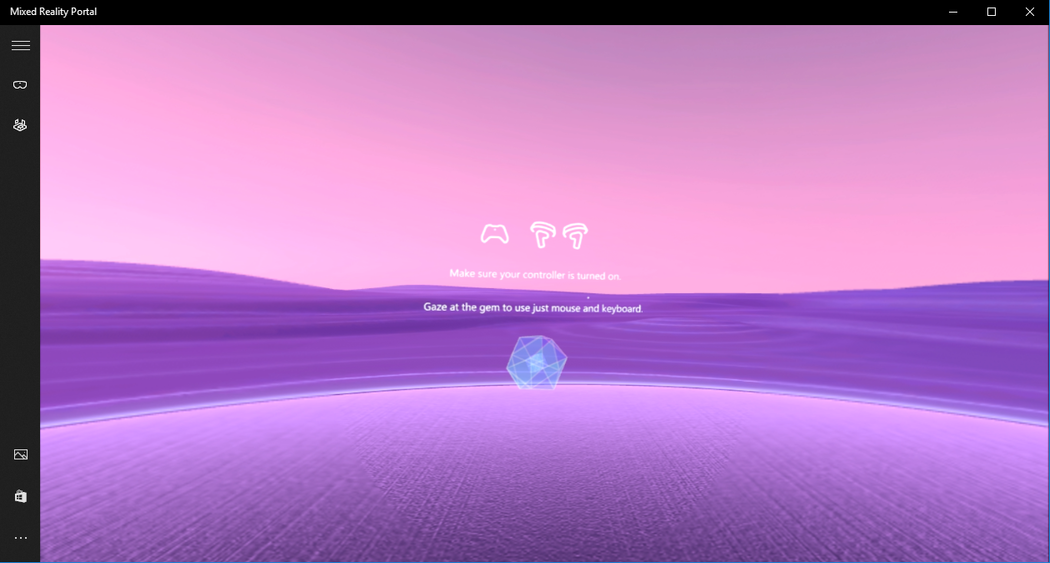 Mixed Reality Portal
Make sure your controller is turned on.
Gaze at the gem to use just mouse and keyboard.